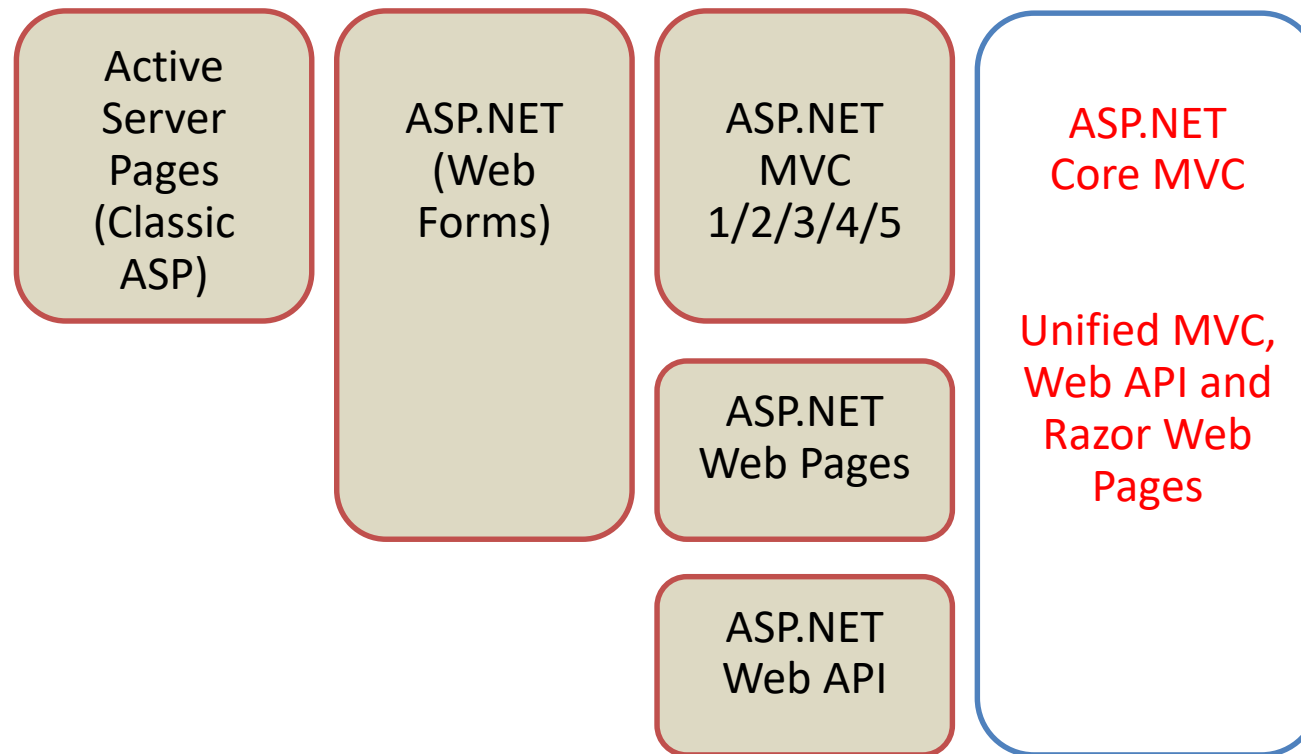 Active
Server
Pages
(Classic
ASP)
ASP.NET
(Web
Forms)
ASP.NET
MVC
1/2/3/4/5
ASP.NET
Web Pages
ASP.NET
Web API
ASP.NET
Core MVC
Unified MVC,
Web API and
Razor Web
Pages